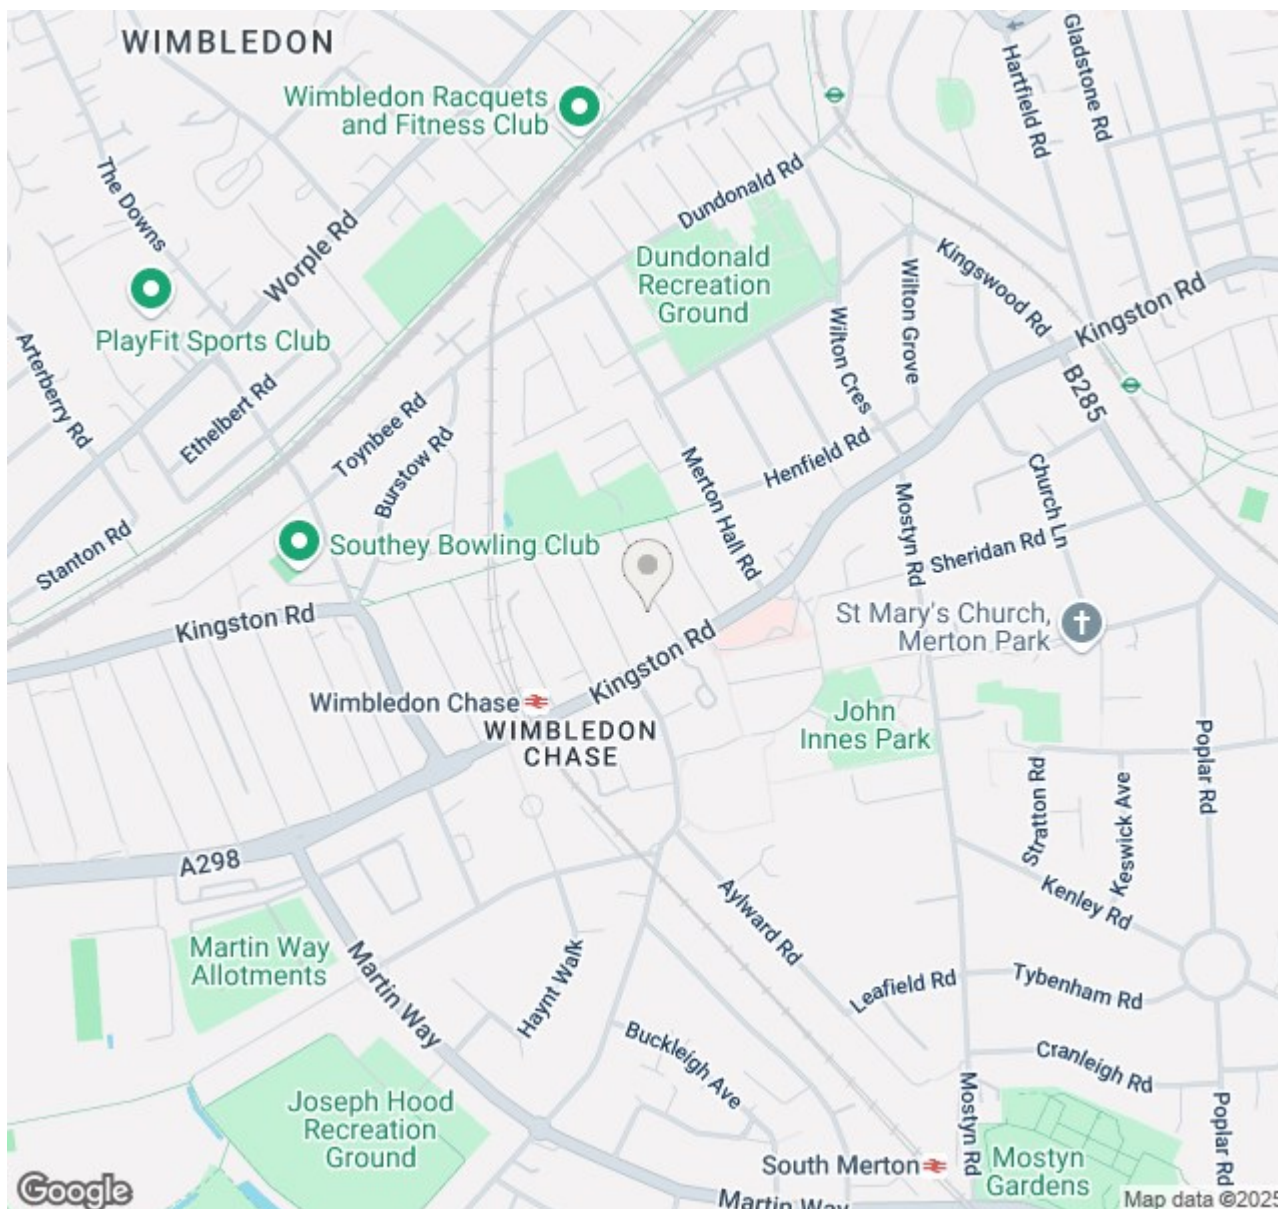 WIMBLEDON
Wimbledon Racquets
and Fitness Club
Hartfield Rd
Gladstone Rd
The Downs
Worple Rd
Dundonald Rd
Dundonald
Recreation
Ground
Wilton Grove
Kingswood Rd
Kingston Rd
PlayFit Sports Club
Arterberry Rd
Ethelbert Rd
Toynbee Rd
Burstow Rd
Wilton Cres
B285
Merton Hall Rd
Henfield Rd
Mostyn Rd
Church Ln
Stanton Rd
Southey Bowling Club
Sheridan Rd
Kingston Rd
Kingston Rd
St Mary's Church,
Merton Park
Wimbledon Chase
WIMBLEDON
CHASE
John
Innes Park
Poplar Rd
Stratton Rd
Keswick Ave
A298
Aylward Rd
Kenley Rd
Martin Way
Allotments
Martin Way
Haynt Walk
Leafield Rd
Tybenham Rd
Buckleigh Ave
Cranleigh Rd
Joseph Hood
Recreation
Ground
Mostyn Rd
Poplar Rd
South Merton
Mostyn
Gardens
Martin Way
Google
Map data ©2025